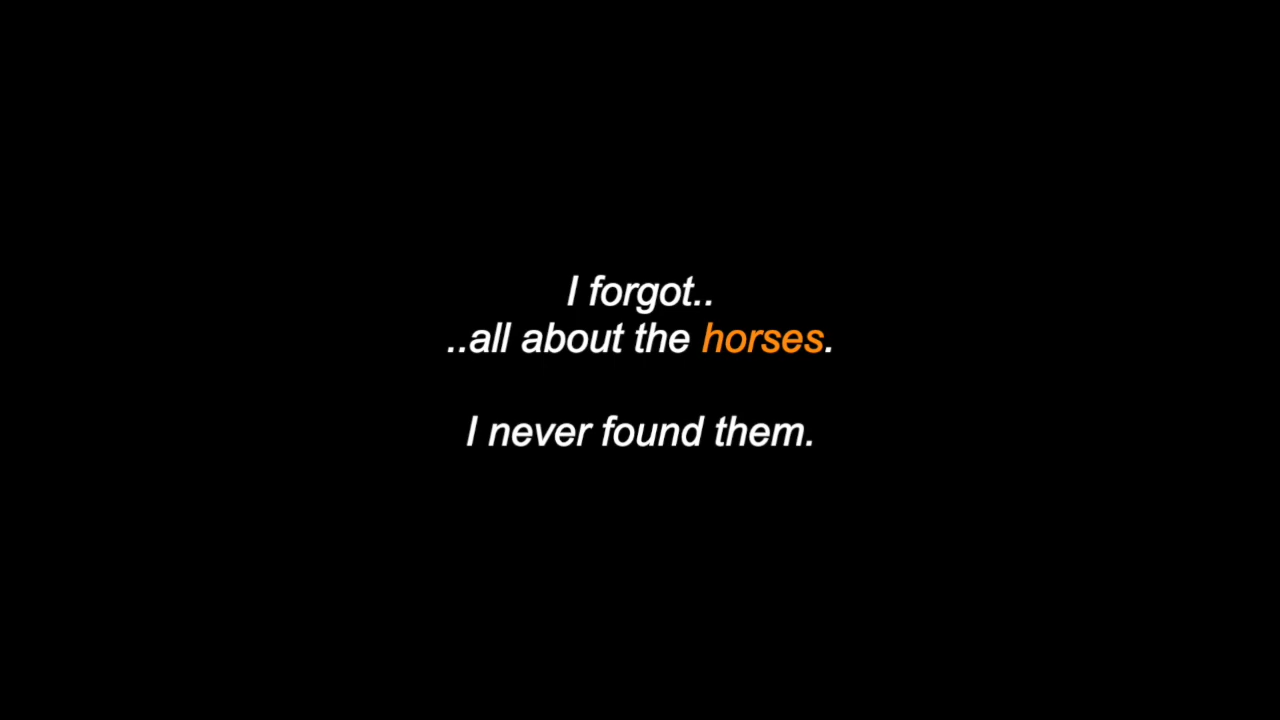 I forgot..
..all about the horses.
I never found them.